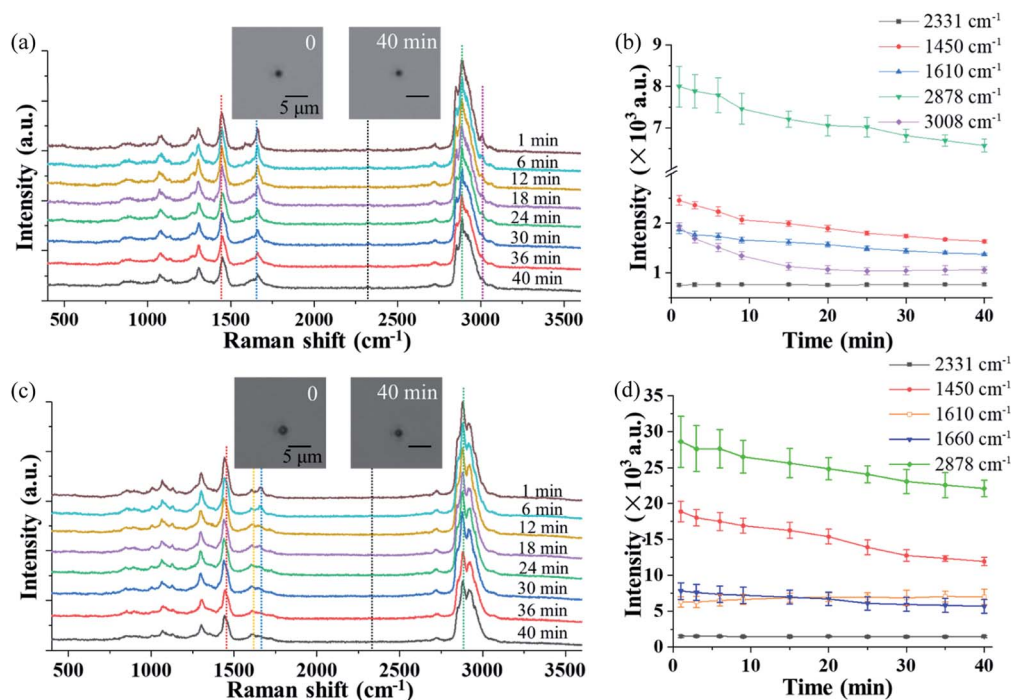 (a)
0
5 μm
40 min
1 min
6 min
12 min
18 min
24 min
30 min
36 min
40 min
Intensity (a.u.)
500 1000 1500 2000 2500 3000 3500
Raman shift (cm⁻¹)
(b)
2331 cm⁻¹
1450 cm⁻¹
1610 cm⁻¹
2878 cm⁻¹
3008 cm⁻¹
Intensity (×10³ a.u.)
9
8
7
2
1
0 10 20 30 40
Time (min)
(c)
0
5 μm
40 min
1 min
6 min
12 min
18 min
24 min
30 min
36 min
40 min
Intensity (a.u.)
500 1000 1500 2000 2500 3000 3500
Raman shift (cm⁻¹)
(d)
2331 cm⁻¹
1450 cm⁻¹
1610 cm⁻¹
1660 cm⁻¹
2878 cm⁻¹
Intensity (×10³ a.u.)
35
30
25
20
15
10
5
0
0 10 20 30 40
Time (min)